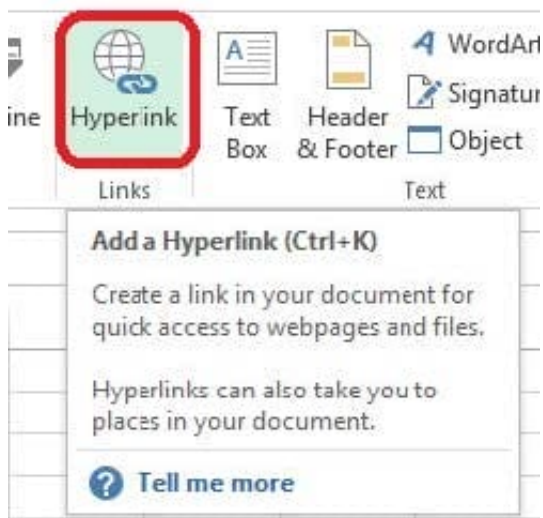 ine
Hyperlink
Links
Text
Box
Header
& Footer
WordArt
Signatur
Object
Text
Add a Hyperlink (Ctrl+K)
Create a link in your document for
quick access to webpages and files.
Hyperlinks can also take you to
places in your document.
Tell me more